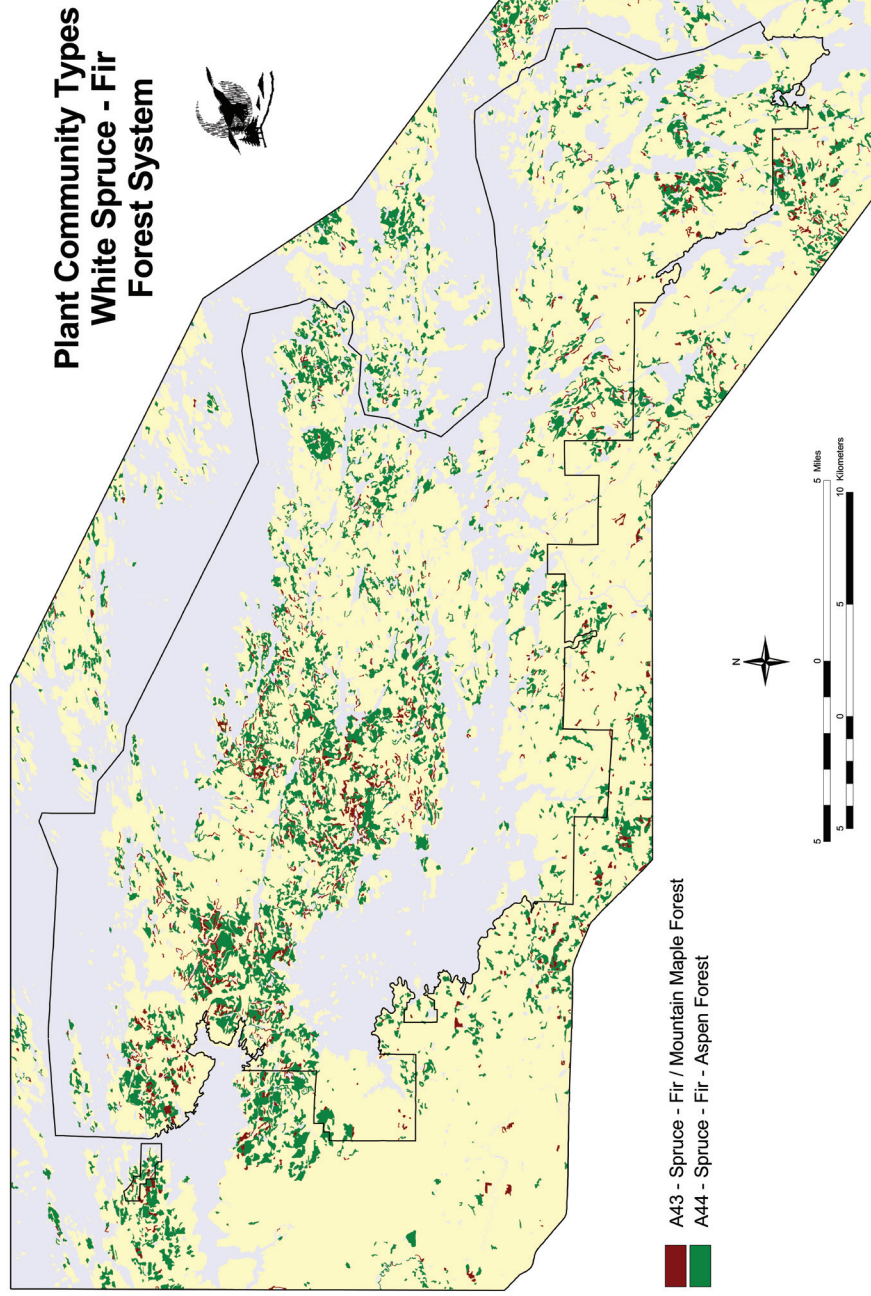 Plant Community Types
White Spruce - Fir
Forest System
A43 - Spruce - Fir / Mountain Maple Forest
A44 - Spruce - Fir - Aspen Forest
N
5 0 5 Miles
5 0 5 10 Kilometers